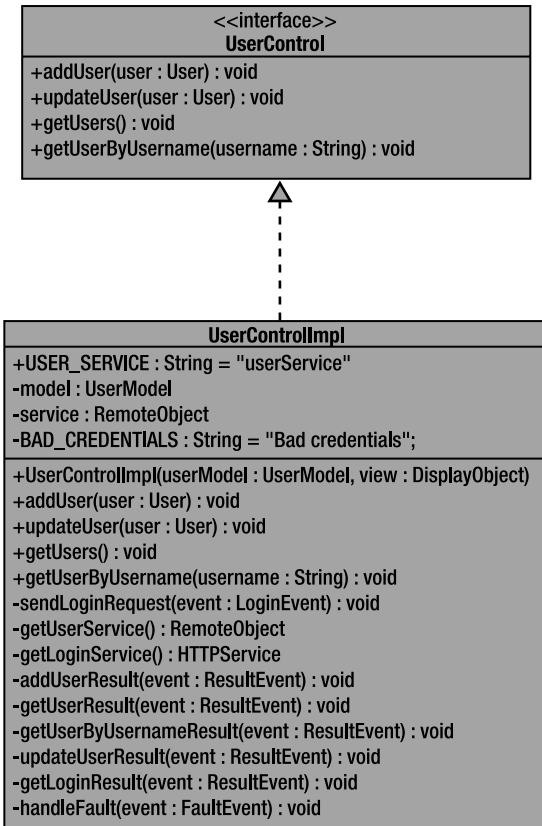 <<interface>>
UserControl
+addUser(user : User) : void
+updateUser(user : User) : void
+getUsers() : void
+getUserByUsername(username : String) : void
UserControlImpl
+USER_SERVICE : String = "userService"
-model : UserModel
-service : RemoteObject
-BAD_CREDENTIALS : String = "Bad credentials";
+UserControlImpl(userModel : UserModel, view : DisplayObject)
+addUser(user : User) : void
+updateUser(user : User) : void
+getUsers() : void
+getUserByUsername(username : String) : void
-sendLoginRequest(event : LoginEvent) : void
-getUserService() : RemoteObject
-getLoginService() : HTTPService
-addUserResult(event : ResultEvent) : void
-getUserResult(event : ResultEvent) : void
-getUserByUsernameResult(event : ResultEvent) : void
-updateUserResult(event : ResultEvent) : void
-getLoginResult(event : ResultEvent) : void
-handleFault(event : FaultEvent) : void